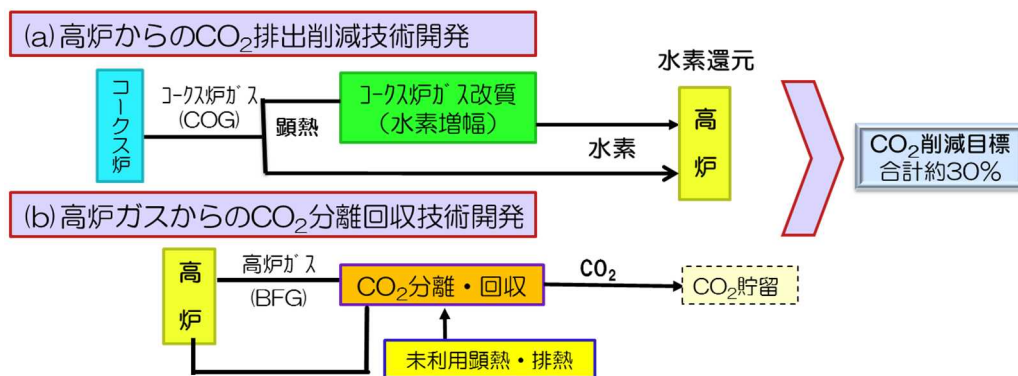 (a)高炉からのCO₂排出削減技術開発
水素還元
コークス炉
コークス炉ガス
(COG)
顕熱
コークス炉ガス改質
（水素増幅）
水素
高炉
CO₂削減目標
合計約30%
(b)高炉ガスからのCO₂分離回収技術開発
高炉
高炉ガス
(BFG)
CO₂分離・回収
CO₂
CO₂貯留
未利用顕熱・排熱